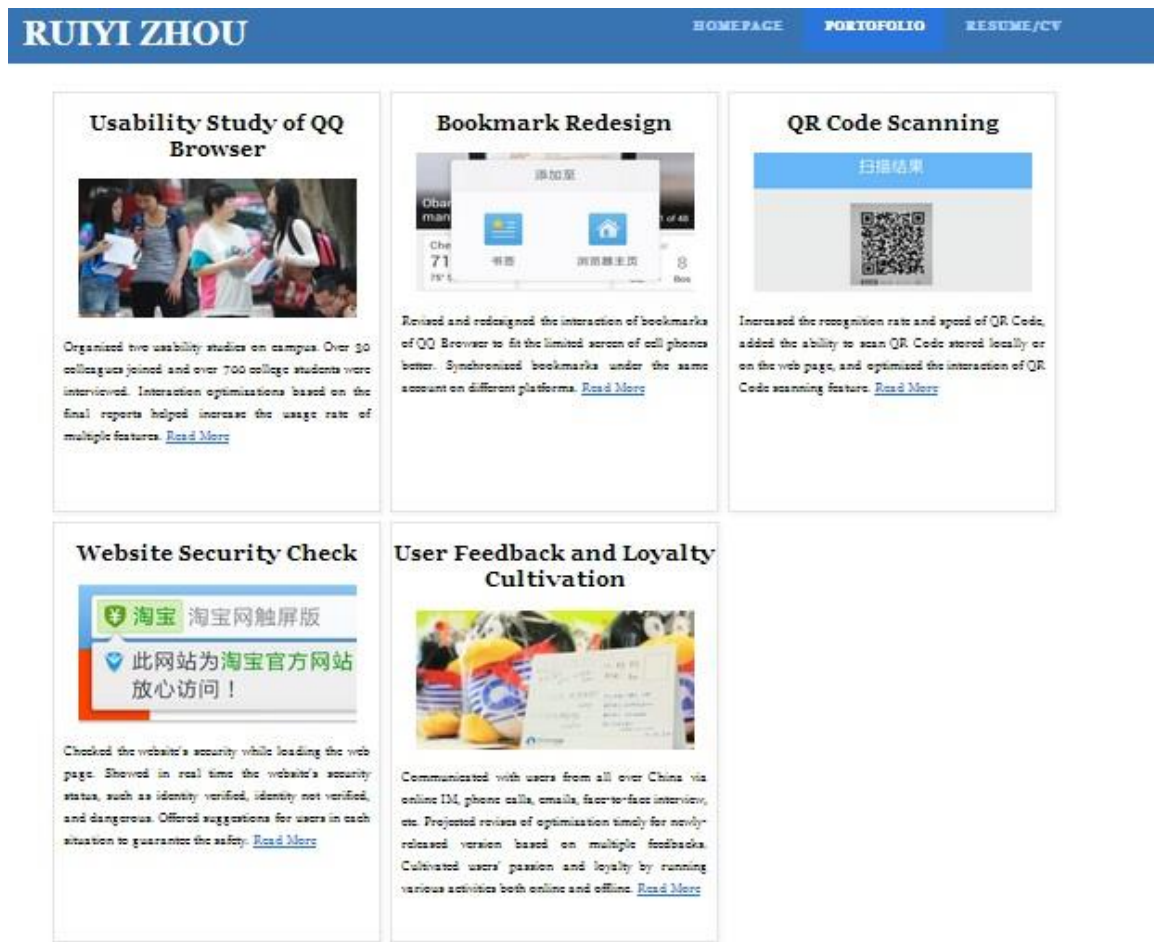 RUIYI ZHOU
HOMEPAGE PORTOFOLIO RESUME/CV
Usability Study of QQ
Browser
Organized two usability studies on campus. Over 30
colleagues joined and over 700 college students were
interviewed. Interaction optimizations based on the
final reports helped increase the usage rate of
multiple features. Read More
Bookmark Redesign
添加至
Obar
man
1 of 48
Che
71
8
75°
Bos
书签
浏览器主页
Revised and redesigned the interaction of bookmarks
of QQ Browser to fit the limited screen of cell phones
better. Synchronized bookmarks under the same
account on different platforms. Read More
QR Code Scanning
扫描结果
Increased the recognition rate and speed of QR Code,
added the ability to scan QR Code stored locally or
on the web page, and optimized the interaction of QR
Code scanning feature. Read More
Website Security Check
淘宝 淘宝网触屏版
此网站为淘宝官方网站
放心访问！
Checked the website's security while loading the web
page. Showed in real time the website's security
status, such as identity verified, identity not verified,
and dangerous. Offered suggestions for users in each
situation to guarantee the safety. Read More
User Feedback and Loyalty
Cultivation
Communicated with users from all over China via
online IM, phone calls, emails, face-to-face interview,
etc. Projected revises of optimization timely for newly-
released version based on multiple feedbacks.
Cultivated users' passion and loyalty by running
various activities both online and offline. Read More